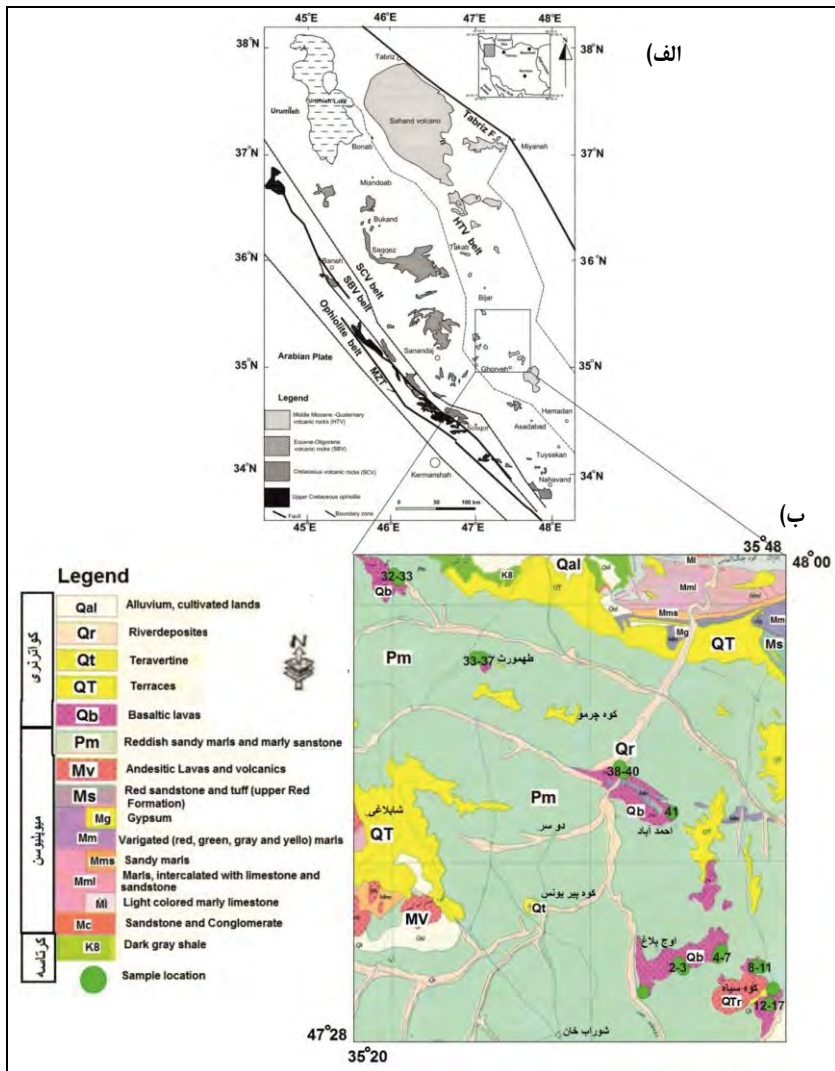 الف)
45°E 46°E 47°E 48°E
38°N 38°N
Tabriz
Urumieh Lake
Urumieh
Sahand volcano
Tabriz F.
Miyaneh
Bonab
37°N 37°N
Miandoab
Bukand
HTV belt
Takab
Saqqez
36°N 36°N
Baneh
SCV belt
SBV belt
Bijar
Ophiolite belt
Sanandaj
35°N 35°N
Arabian Plate
MZT
Ghorveh
Hamadan
Asadabad
Sonqor
Tuysekan
34°N 34°N
Nahavand
Kermanshah
Legend
Middle Miocene -Quaternary volcanic rocks (HTV)
Eocene-Oligocene volcanic rocks (SBV)
Cretaceous volcanic rocks (SCV)
Upper Cretaceous ophiolite
Fault Boundary zone
0 50 100 km
45°E 46°E 47°E 48°E
ب)
35°48
48°00
Legend
کواترنری
Qal Alluvium, cultivated lands
Qr Riverdeposites
Qt Teravertine
QT Terraces
Qb Basaltic lavas
میوپلیوسن
Pm Reddish sandy marls and marly sanstone
Mv Andesitic Lavas and volcanics
Ms Red sandstone and tuff (upper Red Formation)
Mg Gypsum
Mm Varigated (red, green, gray and yello) marls
Mms Sandy marls
Mml Marls, intercalated with limestone and sandstone
Ml Light colored marly limestone
Mc Sandstone and Conglomerate
کرتاسه
K8 Dark gray shale
Sample location
N
32-33
Qb
K8
Qal
Ml
Mml
Mms
Mm
Mg
QT
Ms
Pm
33-37
طهمورث
کوه چرمو
Qr
38-40
Pm
Qb
41
احمد آباد
شابلاغی
QT
دو سر
کوه پیر یونس
Qt
MV
اوچ بلاغ
Qb
2-3
4-7
8-11
کوه سیاه
QTr
12-17
شوراب خان
47°28
35°20